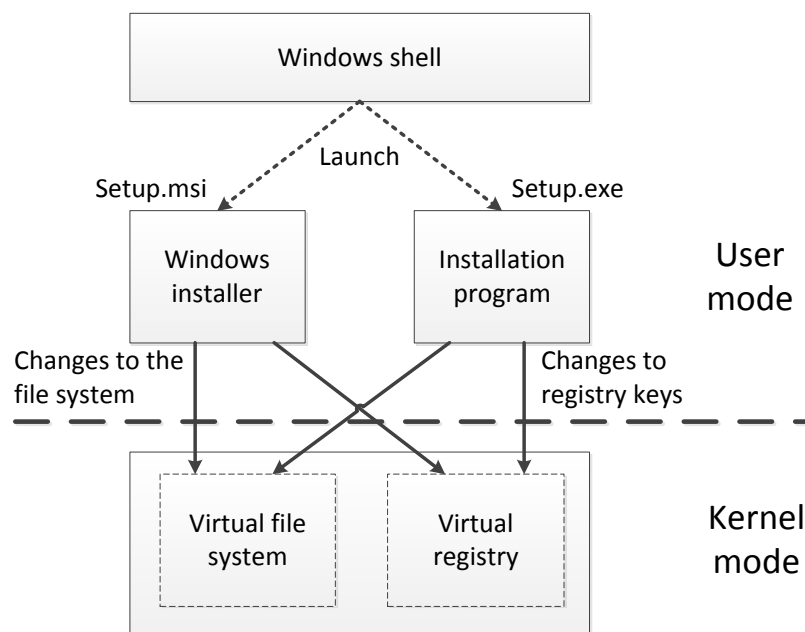 Windows shell
Launch
Setup.msi
Setup.exe
Windows
installer
Installation
program
User
mode
Changes to the
file system
Changes to
registry keys
Virtual file
system
Virtual
registry
Kernel
mode